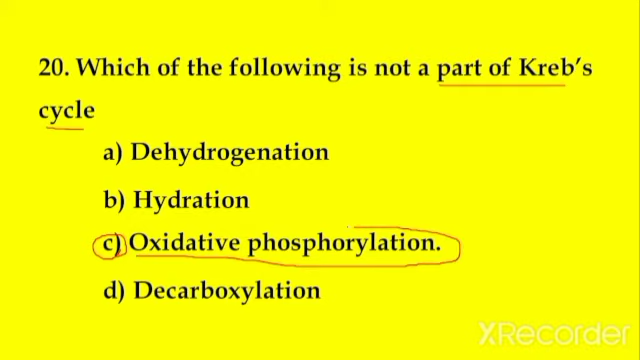 20. Which of the following is not a part of Kreb's
cycle
a) Dehydrogenation
b) Hydration
c) Oxidative phosphorylation.
d) Decarboxylation
XRecorder